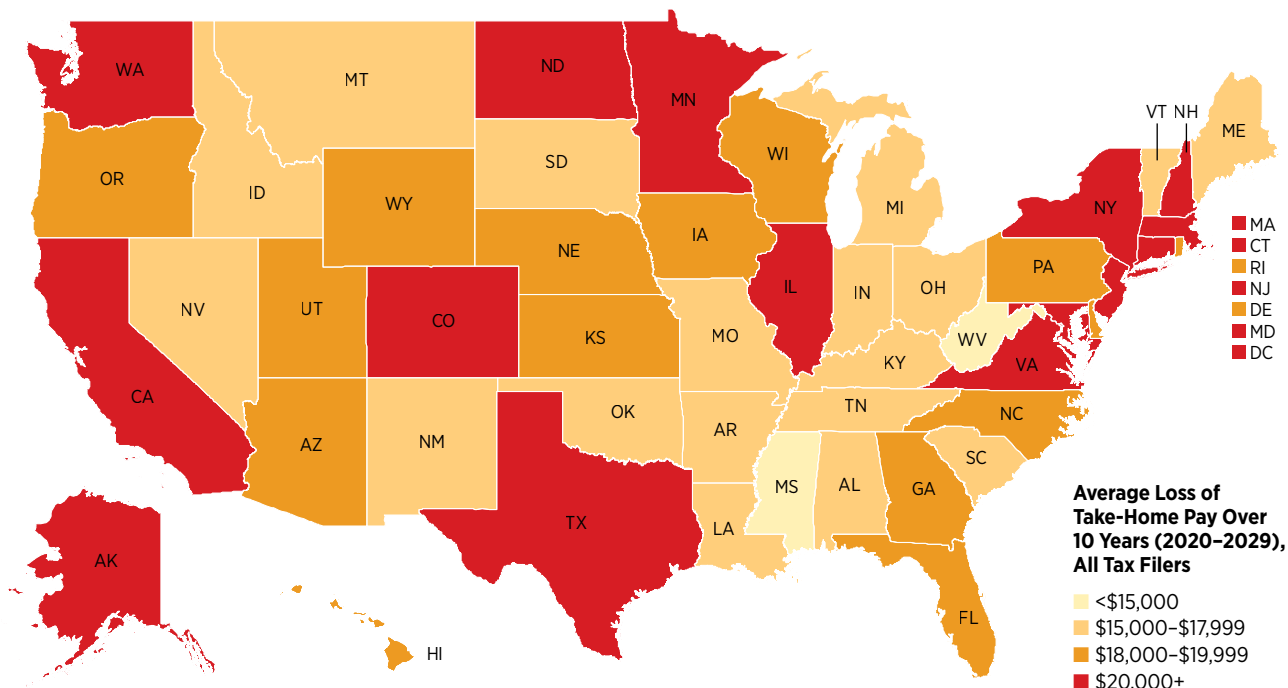 WA
MT
ND
MN
VT
NH
ME
OR
ID
SD
WI
WY
MI
NY
MA
CT
RI
NJ
DE
MD
DC
NE
IA
PA
NV
UT
CO
KS
IL
IN
OH
WV
VA
MO
KY
CA
AZ
NM
OK
AR
TN
NC
SC
MS
AL
GA
TX
LA
AK
HI
FL
Average Loss of
Take-Home Pay Over
10 Years (2020–2029),
All Tax Filers
<$15,000
$15,000–$17,999
$18,000–$19,999
$20,000+